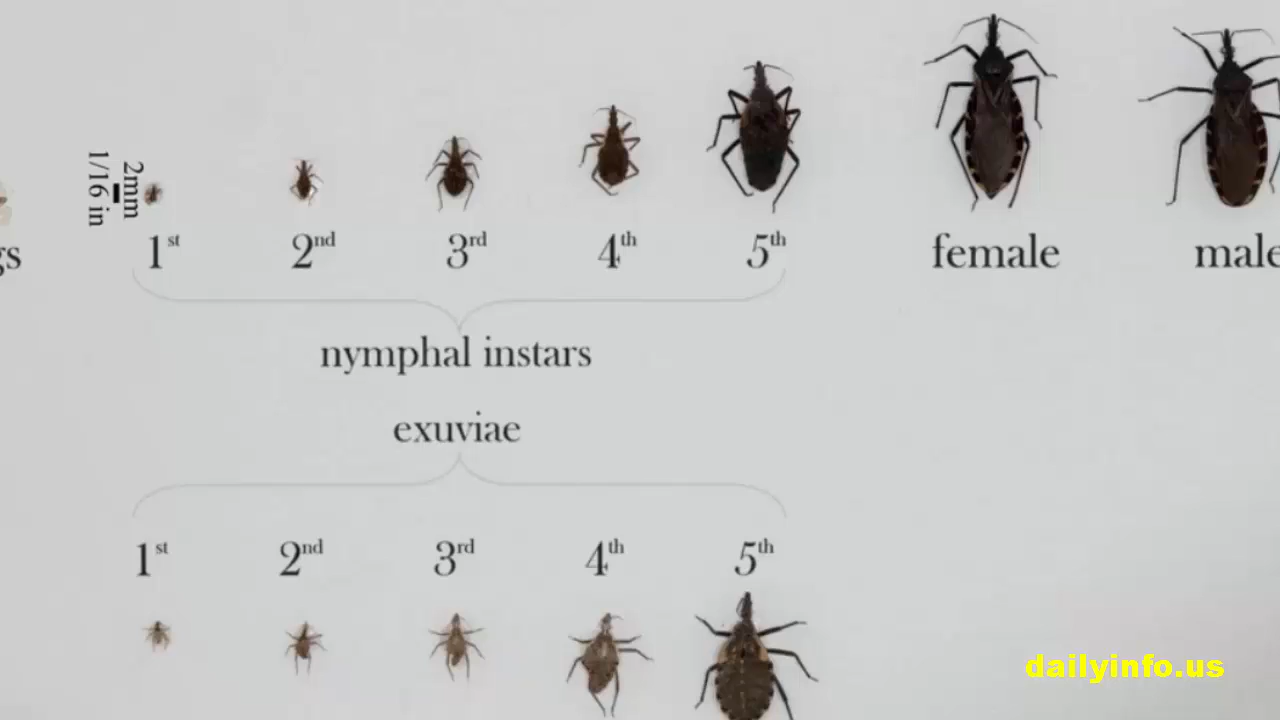 2mm
1/16 in
gs
1st
2nd
3rd
4th
5th
female
male
nymphal instars
exuviae
1st
2nd
3rd
4th
5th
dailyinfo.us